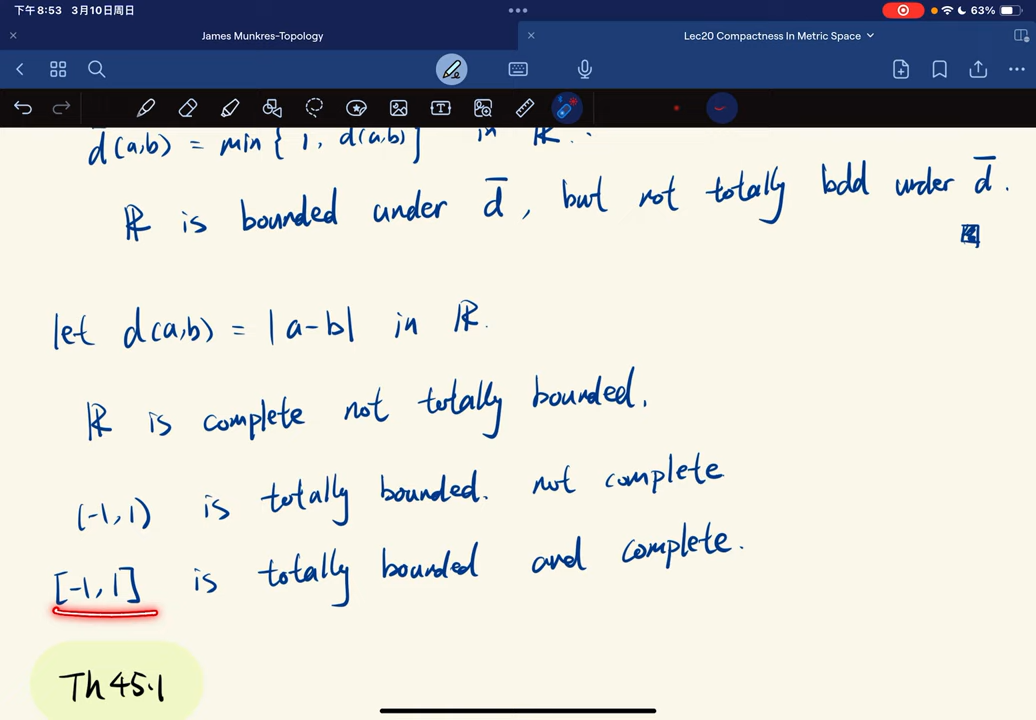 下午8:53 3月10日周日
63%
James Munkres-Topology
Lec20 Compactness In Metric Space
d̅(a,b) = min { 1, d(a,b) } in ℝ.
ℝ is bounded under d̅, but not totally bdd under d̅.
let d(a,b) = |a-b| in ℝ.
ℝ is complete not totally bounded.
(-1,1) is totally bounded. not complete
[-1,1] is totally bounded and complete.
Th 45.1